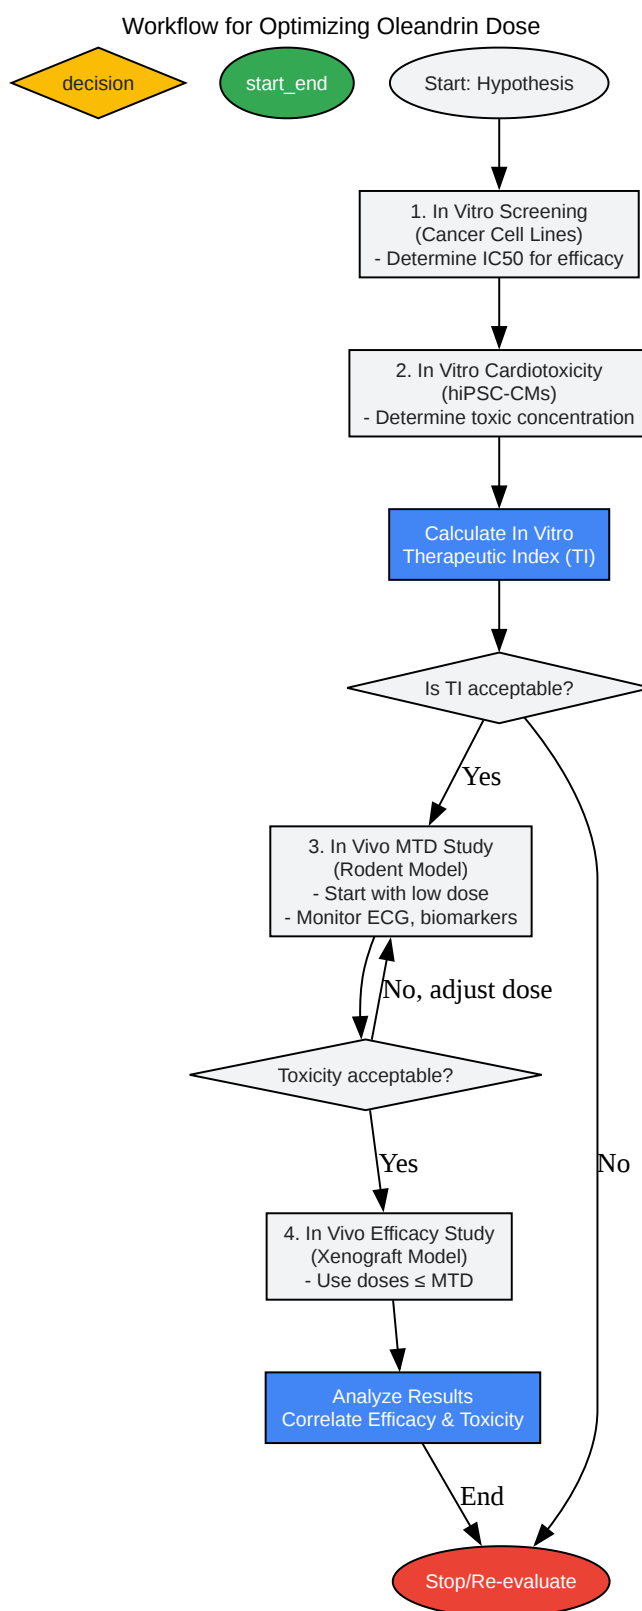 Workflow for Optimizing Oleandrin Dose
decision
start_end
Start: Hypothesis
1. In Vitro Screening
(Cancer Cell Lines)
- Determine IC50 for efficacy
2. In Vitro Cardiotoxicity
(hiPSC-CMs)
- Determine toxic concentration
Calculate In Vitro
Therapeutic Index (TI)
Is TI acceptable?
Yes
3. In Vivo MTD Study
(Rodent Model)
- Start with low dose
- Monitor ECG, biomarkers
No, adjust dose
Toxicity acceptable?
Yes
No
4. In Vivo Efficacy Study
(Xenograft Model)
- Use doses ≤ MTD
Analyze Results
Correlate Efficacy & Toxicity
End
Stop/Re-evaluate